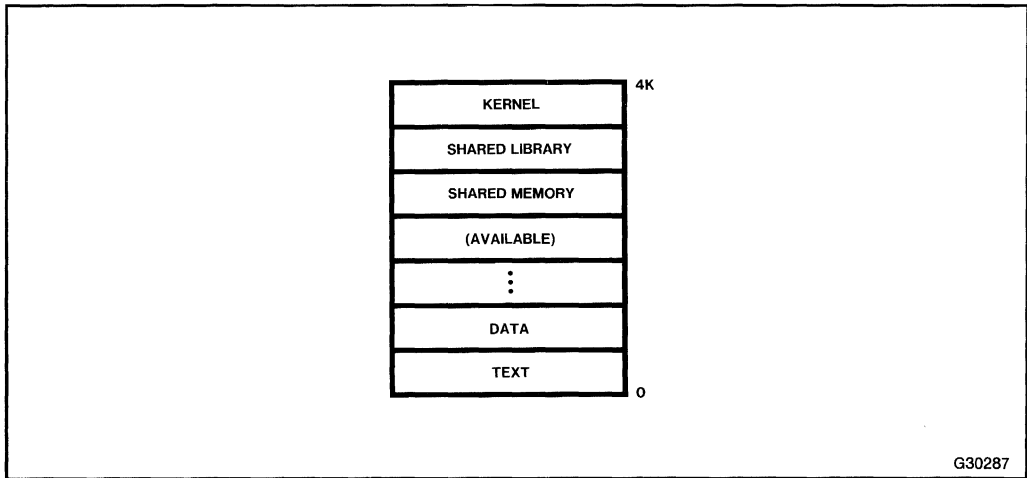 4K
KERNEL
SHARED LIBRARY
SHARED MEMORY
(AVAILABLE)
DATA
TEXT
0
G30287